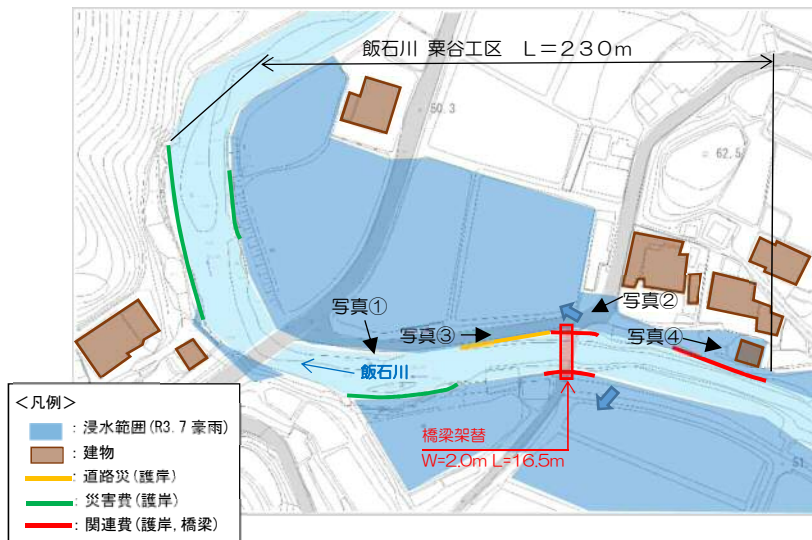 飯石川 粟谷工区 L=230m
50.3
62.5
写真①
写真②
写真③
写真④
飯石川
橋梁架替
W=2.0m L=16.5m
51.
<凡例>
: 浸水範囲(R3.7 豪雨)
: 建物
: 道路災(護岸)
: 災害費(護岸)
: 関連費(護岸,橋梁)